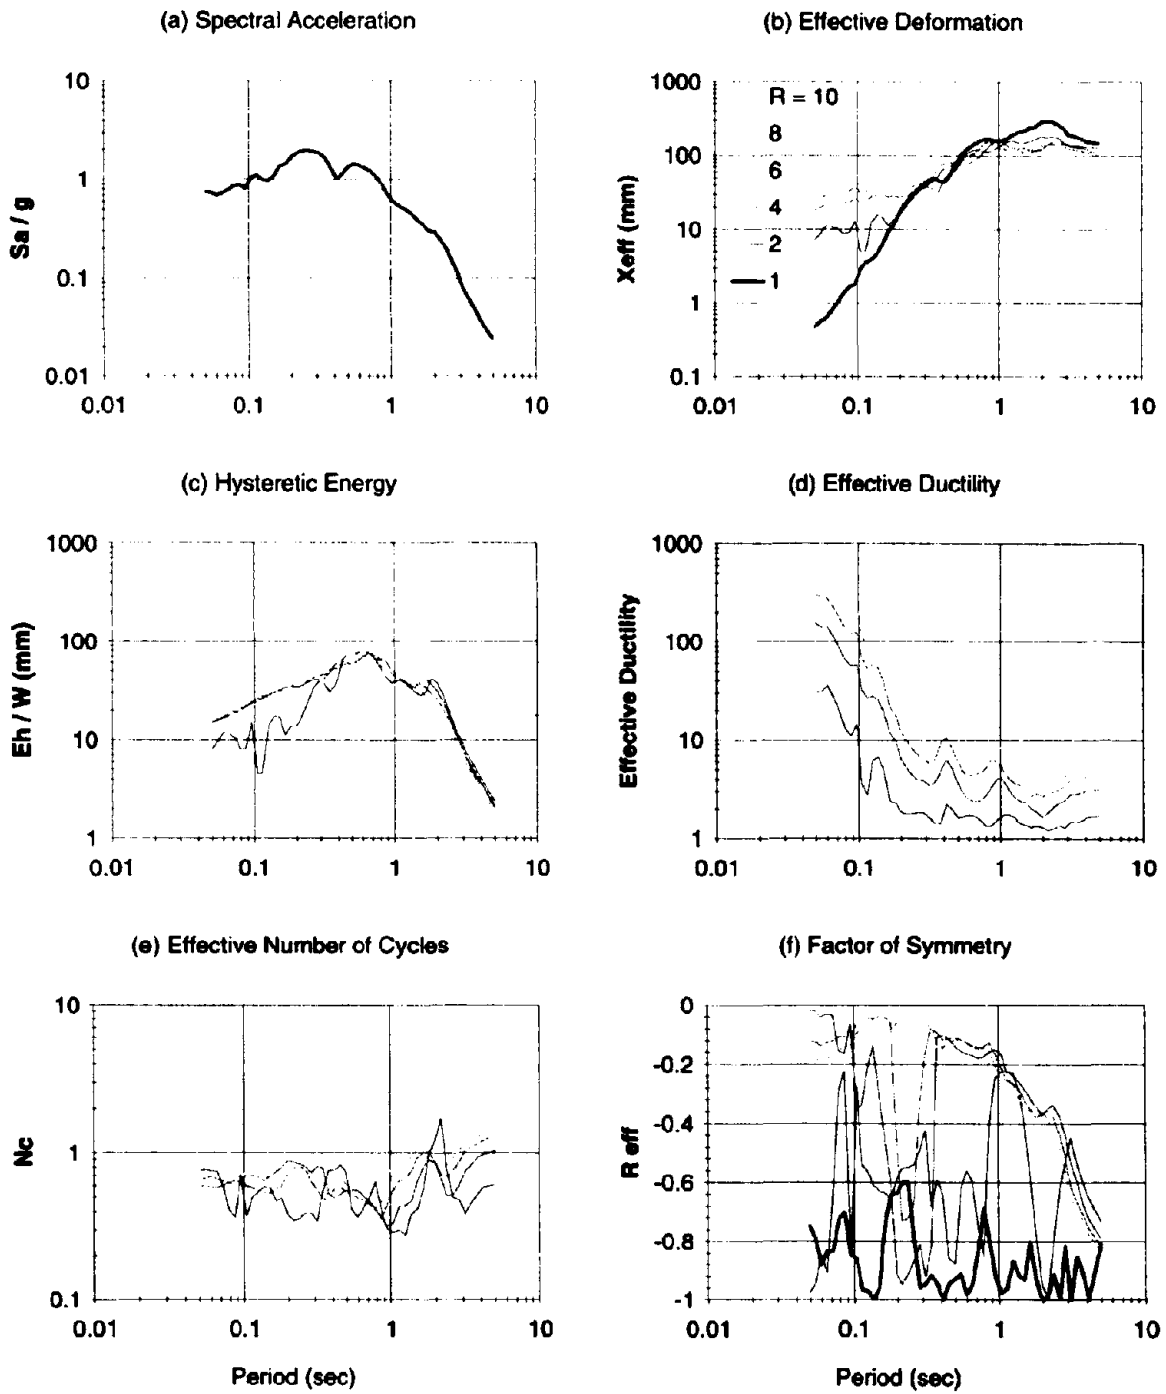 (a) Spectral Acceleration
10
1
0.1
0.01
0.01 0.1 1 10
Sa / g
(b) Effective Deformation
1000
100
10
1
0.1
0.01 0.1 1 10
Xeff (mm)
R = 10
8
6
4
2
1
(c) Hysteretic Energy
1000
100
10
1
0.01 0.1 1 10
Eh / W (mm)
(d) Effective Ductility
1000
100
10
1
0.01 0.1 1 10
Effective Ductility
(e) Effective Number of Cycles
10
1
0.1
0.01 0.1 1 10
Nc
Period (sec)
(f) Factor of Symmetry
0
-0.2
-0.4
-0.6
-0.8
-1
0.01 0.1 1 10
R eff
Period (sec)